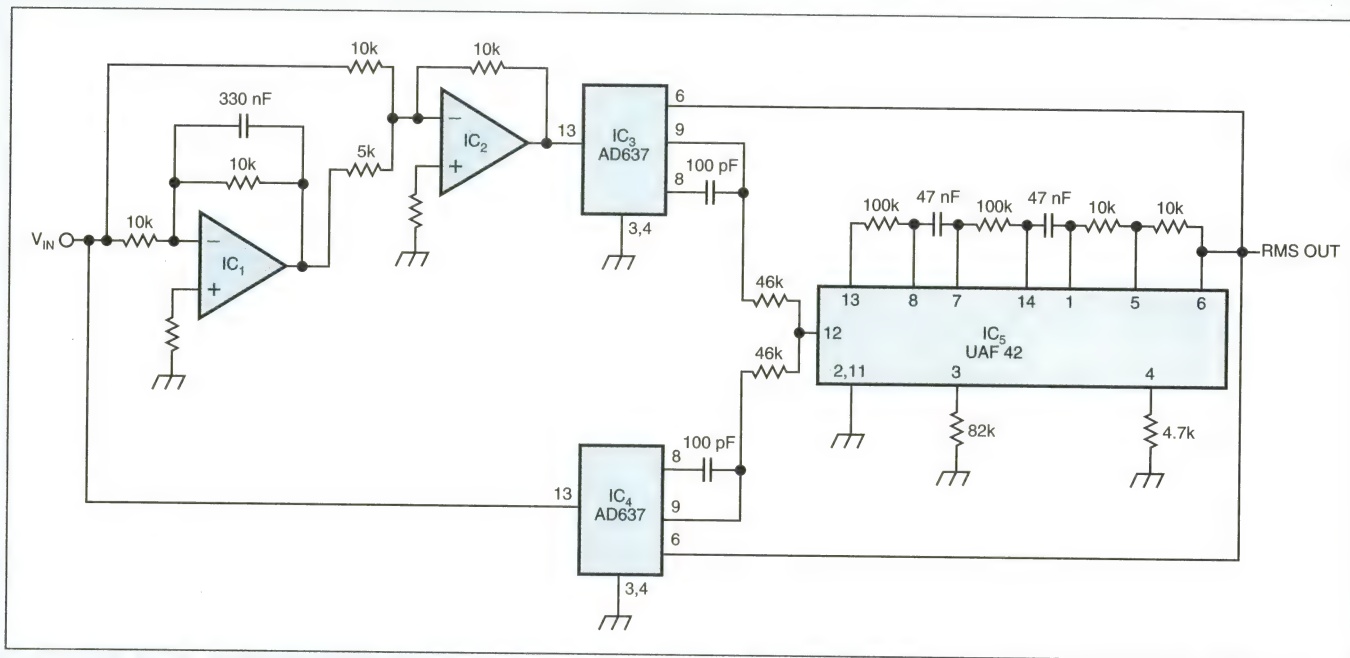 10k
10k
330 nF
10k
5k
10k
VIN
IC1
IC2
13
IC3
AD637
6
9
8
100 pF
3,4
46k
46k
100k
47 nF
100k
47 nF
10k
10k
RMS OUT
13
8
7
14
1
5
6
12
IC5
UAF 42
2,11
3
4
82k
4.7k
100 pF
8
13
IC4
AD637
9
6
3,4